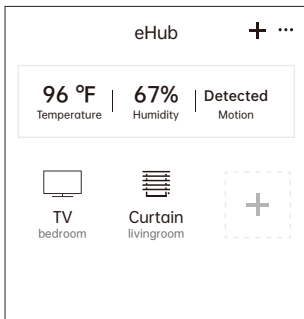 eHub
96 °F
67%
Detected
Temperature
Humidity
Motion
TV
Curtain
bedroom
livingroom